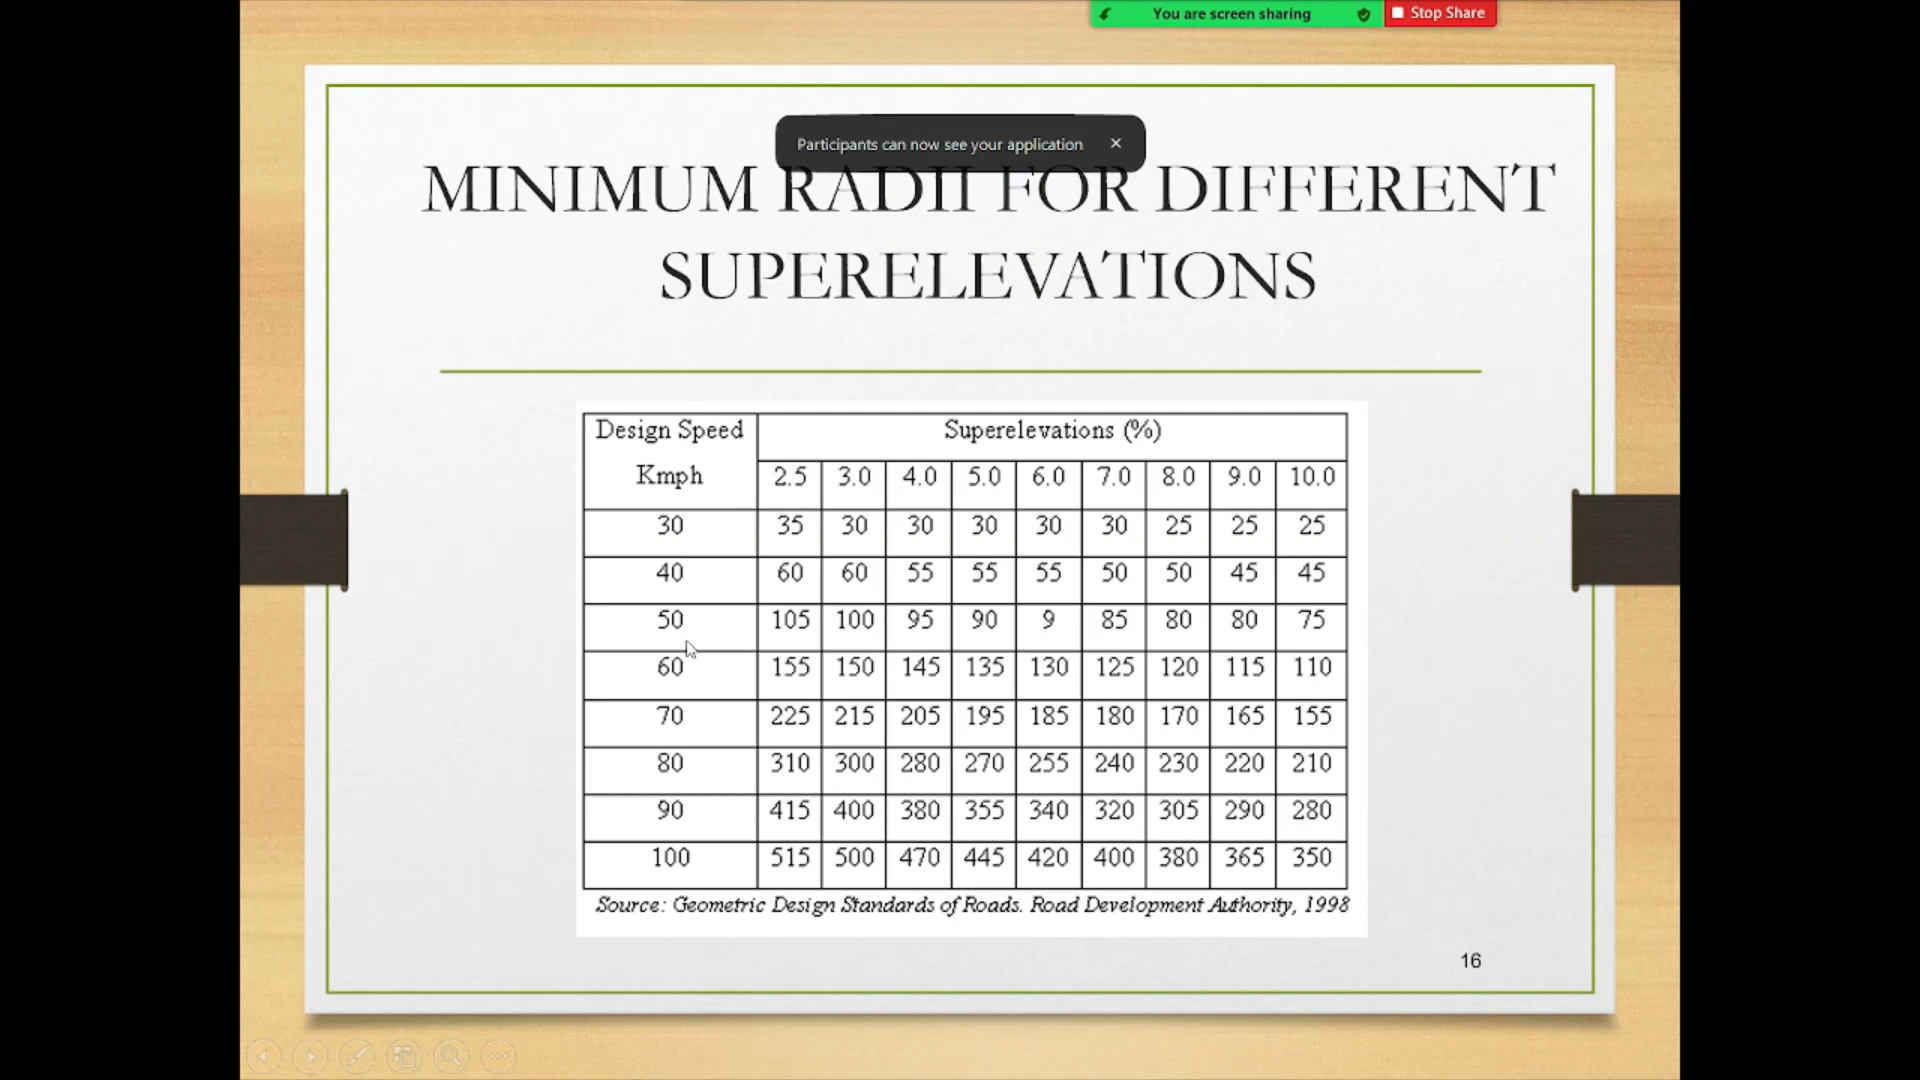 You are screen sharing
Stop Share
Participants can now see your application
MINIMUM RADII FOR DIFFERENT
SUPERELEVATIONS
Design Speed Superelevations (%)
Kmph 2.5 3.0 4.0 5.0 6.0 7.0 8.0 9.0 10.0
30 35 30 30 30 30 30 25 25 25
40 60 60 55 55 55 50 50 45 45
50 105 100 95 90 9 85 80 80 75
60 155 150 145 135 130 125 120 115 110
70 225 215 205 195 185 180 170 165 155
80 310 300 280 270 255 240 230 220 210
90 415 400 380 355 340 320 305 290 280
100 515 500 470 445 420 400 380 365 350
Source: Geometric Design Standards of Roads. Road Development Authority, 1998
16